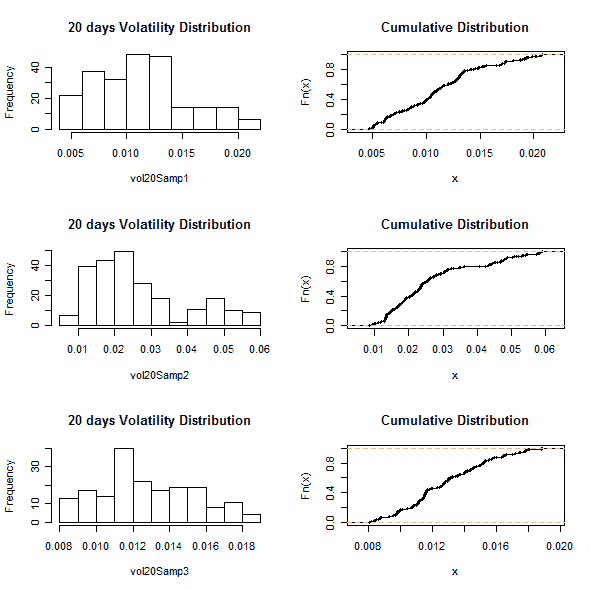 20 days Volatility Distribution
Frequency
0 20 40
0.005 0.010 0.015 0.020
vol20Samp1
Cumulative Distribution
Fn(x)
0.0 0.4 0.8
0.005 0.010 0.015 0.020
x
20 days Volatility Distribution
Frequency
0 20 40
0.01 0.02 0.03 0.04 0.05 0.06
vol20Samp2
Cumulative Distribution
Fn(x)
0.0 0.4 0.8
0.01 0.02 0.03 0.04 0.05 0.06
x
20 days Volatility Distribution
Frequency
0 10 30
0.008 0.010 0.012 0.014 0.016 0.018
vol20Samp3
Cumulative Distribution
Fn(x)
0.0 0.4 0.8
0.008 0.012 0.016 0.020
x